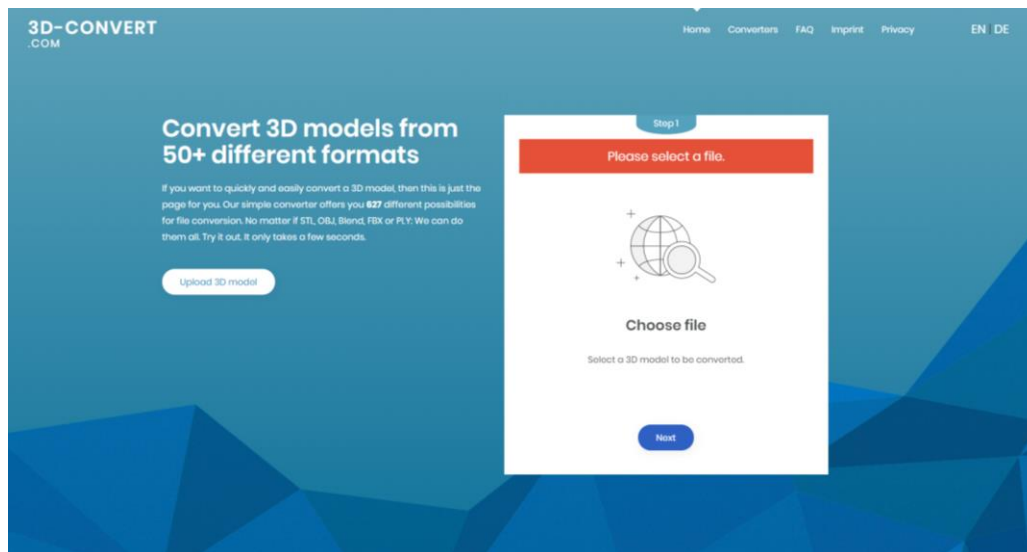 3D-CONVERT
.COM
Home Converters FAQ Imprint Privacy EN | DE
Convert 3D models from
50+ different formats
If you want to quickly and easily convert a 3D model, then this is just the
page for you. Our simple converter offers you 627 different possibilities
for file conversion. No matter if STL, OBJ, Blend, FBX or PLY: We can do
them all. Try it out. It only takes a few seconds.
Upload 3D model
Step 1
Please select a file.
Choose file
Select a 3D model to be converted.
Next